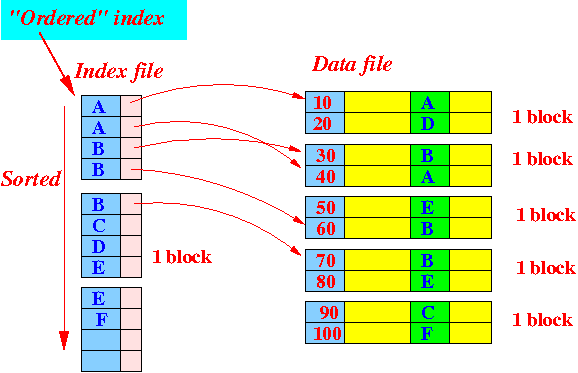 "Ordered" index
Index file
Data file
Sorted
A
A
B
B
B
C
D
E
1 block
E
F
10 A
20 D
1 block
30 B
40 A
1 block
50 E
60 B
1 block
70 B
80 E
1 block
90 C
100 F
1 block